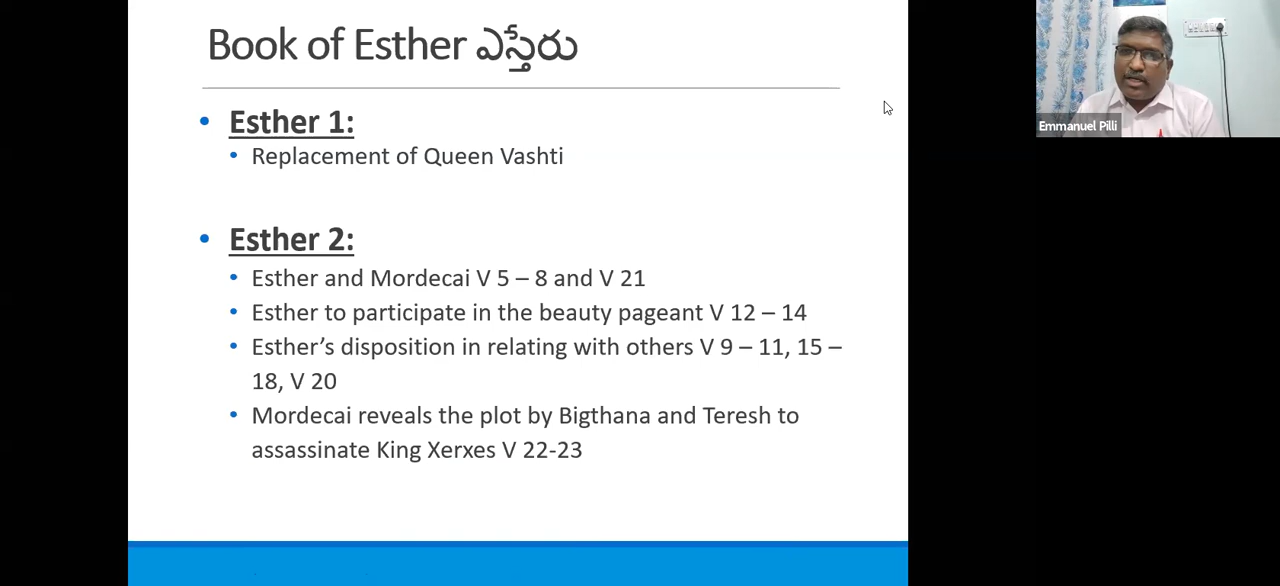 Book of Esther ఎస్తేరు
Esther 1:
Replacement of Queen Vashti
Esther 2:
Esther and Mordecai V 5 – 8 and V 21
Esther to participate in the beauty pageant V 12 – 14
Esther’s disposition in relating with others V 9 – 11, 15 –
18, V 20
Mordecai reveals the plot by Bigthana and Teresh to
assassinate King Xerxes V 22-23
Emmanuel Pilli